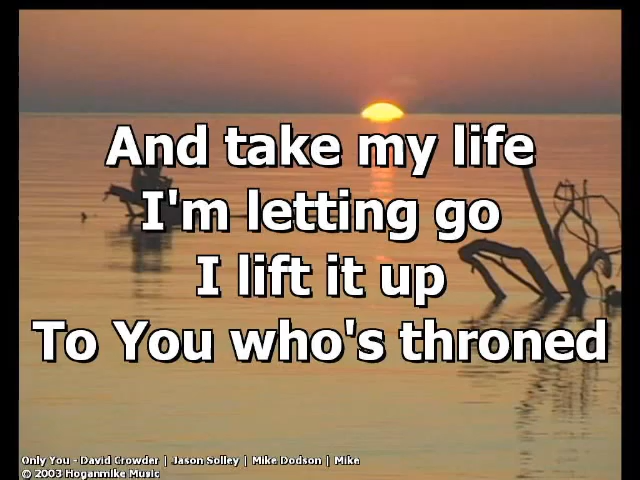 And take my life
I'm letting go
I lift it up
To You who's throned
Only You - David Crowder | Jason Solley | Mike Dodson | Mike
© 2003 Hoganmike Music